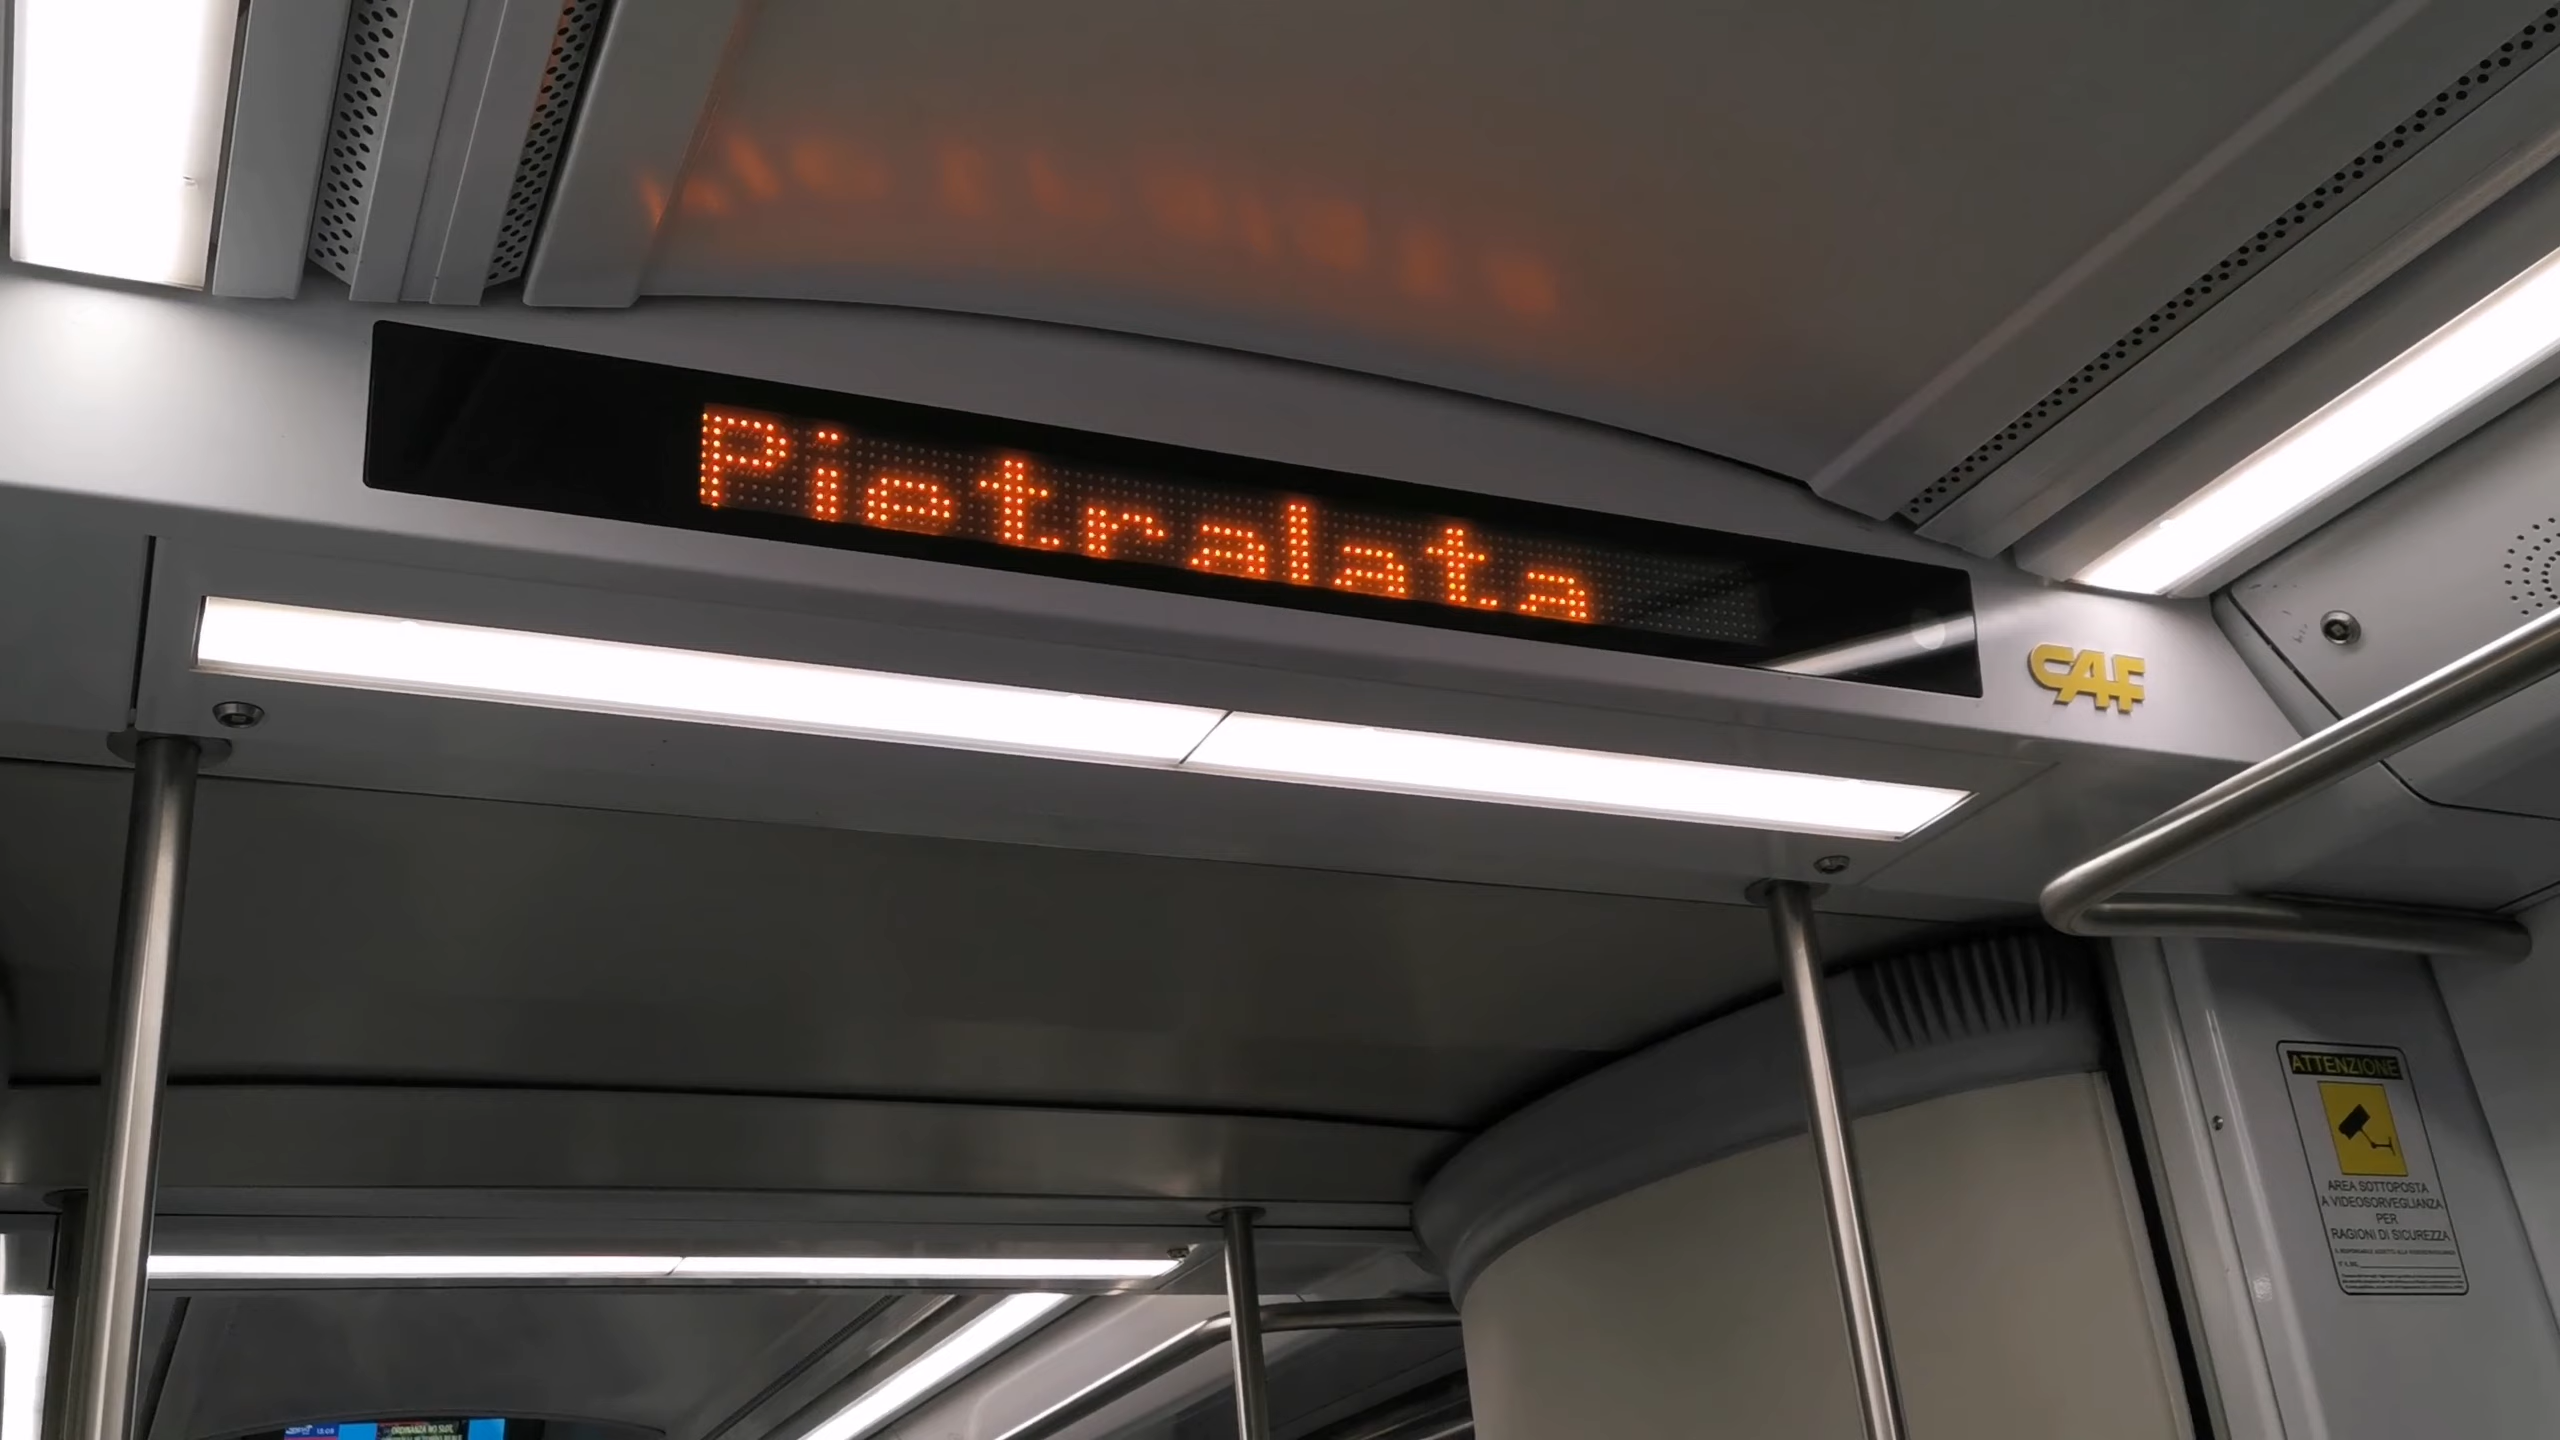 Pietralata
CAF
ATTENZIONE
AREA SOTTOPOSTA
A VIDEOSORVEGLIANZA
PER
RAGIONI DI SICUREZZA